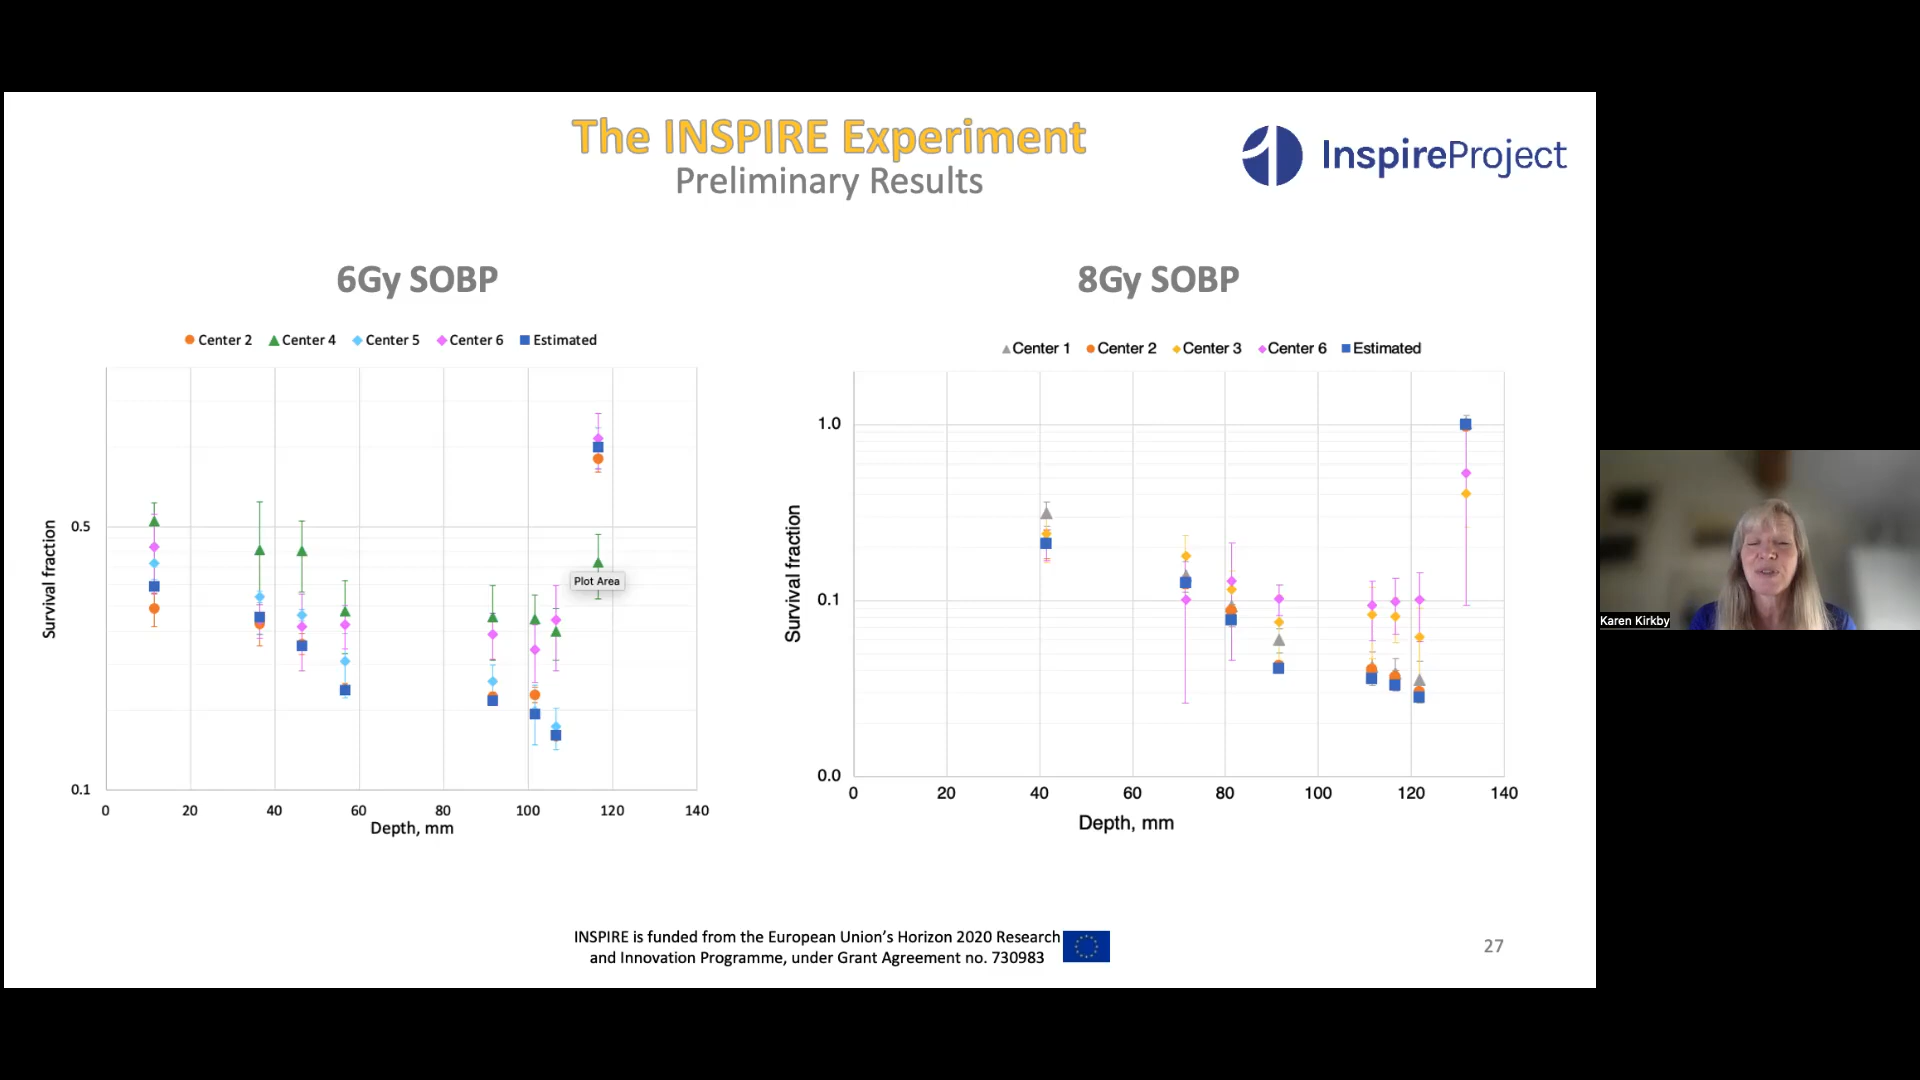 The INSPIRE Experiment
Preliminary Results
InspireProject
6Gy SOBP
Center 2 Center 4 Center 5 Center 6 Estimated
Survival fraction
0.5
0.1
Plot Area
0 20 40 60 80 100 120 140
Depth, mm
8Gy SOBP
Center 1 Center 2 Center 3 Center 6 Estimated
Survival fraction
1.0
0.1
0.0
0 20 40 60 80 100 120 140
Depth, mm
Karen Kirkby
INSPIRE is funded from the European Union's Horizon 2020 Research
and Innovation Programme, under Grant Agreement no. 730983
27